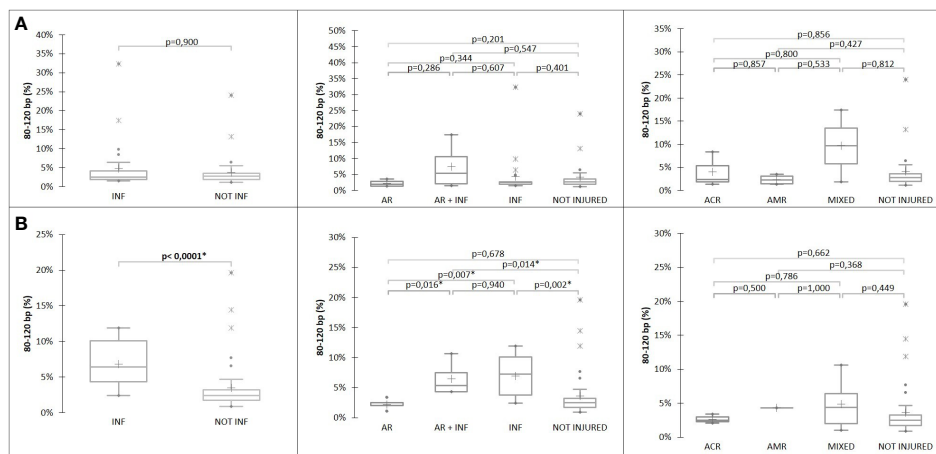 A
80-120 bp (%)
40%
35%
30%
25%
20%
15%
10%
5%
0%
p=0,900
INF NOT INF
80-120 bp (%)
50%
45%
40%
35%
30%
25%
20%
15%
10%
5%
0%
p=0,201
p=0,547
p=0,344
p=0,286 p=0,607 p=0,401
AR AR + INF INF NOT INJURED
80-120 bp (%)
40%
35%
30%
25%
20%
15%
10%
5%
0%
p=0,856
p=0,427
p=0,800
p=0,857 p=0,533 p=0,812
ACR AMR MIXED NOT INJURED
B
80-120 bp (%)
25%
20%
15%
10%
5%
0%
p< 0,0001*
INF NOT INF
80-120 bp (%)
30%
25%
20%
15%
10%
5%
0%
p=0,678
p=0,014*
p=0,007*
p=0,016* p=0,940 p=0,002*
AR AR + INF INF NOT INJURED
80-120 bp (%)
30%
25%
20%
15%
10%
5%
0%
p=0,662
p=0,368
p=0,786
p=0,500 p=1,000 p=0,449
ACR AMR MIXED NOT INJURED